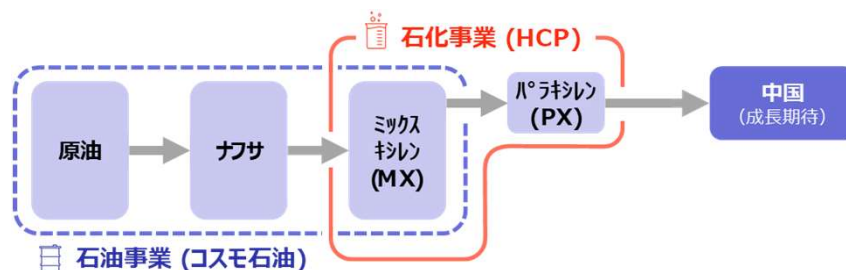 石化事業 (HCP)
原油
ナフサ
ﾐｯｸｽ
ｷｼﾚﾝ
(MX)
ﾊﾟﾗｷｼﾚﾝ
(PX)
中国
(成長期待)
石油事業 (コスモ石油)